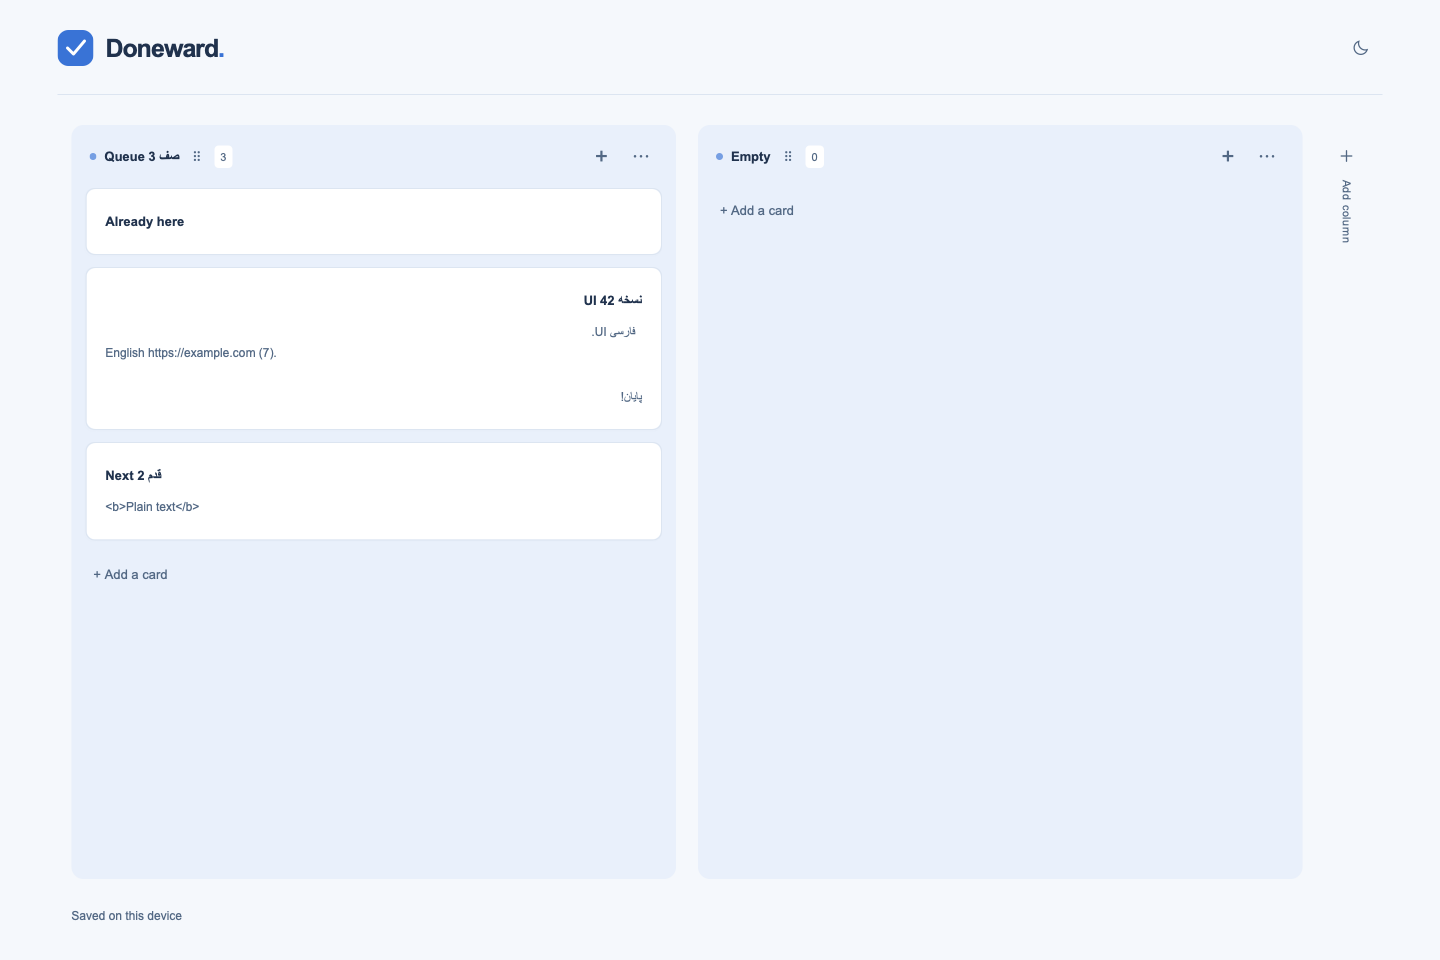 Doneward.
Queue 3 صف
3
Already here
نسخه UI 42
فارسی UI.
English https://example.com (7).
پایان!
Next 2 قدم
<b>Plain text</b>
+ Add a card
Empty
0
+ Add a card
Add column
Saved on this device